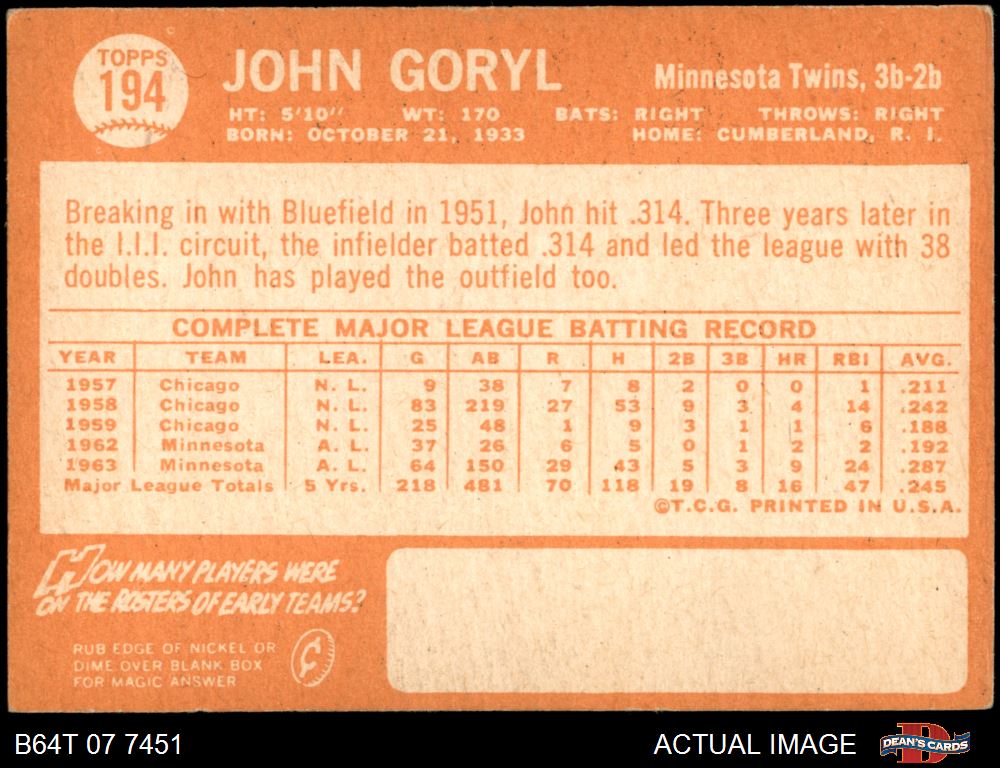 TOPPS
194
JOHN GORYL
Minnesota Twins, 3b-2b
HT: 5'10" WT: 170 BATS: RIGHT THROWS: RIGHT
BORN: OCTOBER 21, 1933 HOME: CUMBERLAND, R. I.
Breaking in with Bluefield in 1951, John hit .314. Three years later in
the I.I.I. circuit, the infielder batted .314 and led the league with 38
doubles. John has played the outfield too.
COMPLETE MAJOR LEAGUE BATTING RECORD
YEAR TEAM LEA. G AB R H 2B 3B HR RBI AVG.
1957 Chicago N. L. 9 38 7 8 2 0 0 1 .211
1958 Chicago N. L. 83 219 27 53 9 3 4 14 .242
1959 Chicago N. L. 25 48 1 9 3 1 1 6 .188
1962 Minnesota A. L. 37 26 6 5 0 1 2 2 .192
1963 Minnesota A. L. 64 150 29 43 5 3 9 24 .287
Major League Totals 5 Yrs. 218 481 70 118 19 8 16 47 .245
©T.C.G. PRINTED IN U.S.A.
HOW MANY PLAYERS WERE
ON THE ROSTERS OF EARLY TEAMS?
RUB EDGE OF NICKEL OR
DIME OVER BLANK BOX
FOR MAGIC ANSWER
B64T 07 7451
ACTUAL IMAGE
DEAN'S CARDS